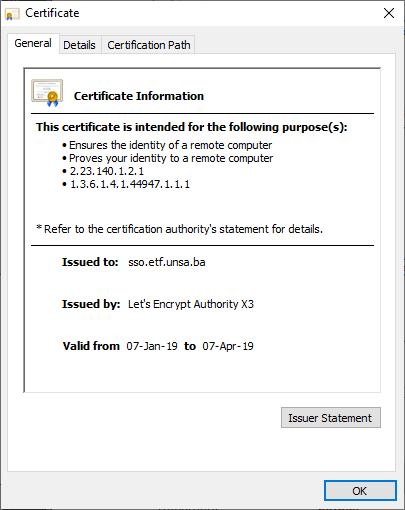 Certificate
General Details Certification Path
Certificate Information
This certificate is intended for the following purpose(s):
• Ensures the identity of a remote computer
• Proves your identity to a remote computer
• 2.23.140.1.2.1
• 1.3.6.1.4.1.44947.1.1.1
* Refer to the certification authority's statement for details.
Issued to: sso.etf.unsa.ba
Issued by: Let's Encrypt Authority X3
Valid from 07-Jan-19 to 07-Apr-19
Issuer Statement
OK